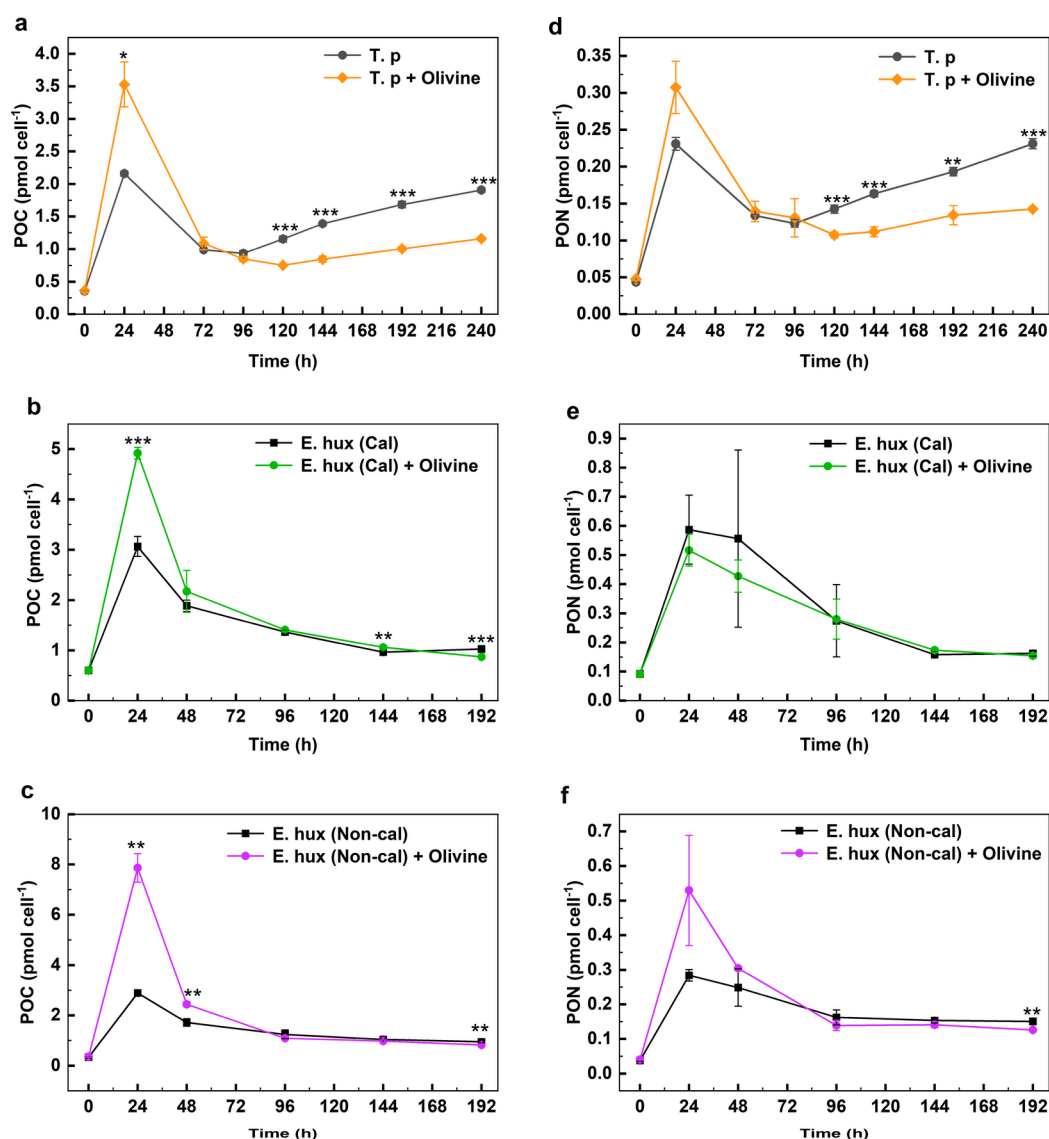 a
T. p
T. p + Olivine
POC (pmol cell⁻¹)
4.0
3.5
3.0
2.5
2.0
1.5
1.0
0.5
0.0
*
***
***
***
***
0 24 48 72 96 120 144 168 192 216 240
Time (h)
d
T. p
T. p + Olivine
PON (pmol cell⁻¹)
0.35
0.30
0.25
0.20
0.15
0.10
0.05
0.00
***
***
**
***
0 24 48 72 96 120 144 168 192 216 240
Time (h)
b
E. hux (Cal)
E. hux (Cal) + Olivine
POC (pmol cell⁻¹)
5
4
3
2
1
0
***
**
***
0 24 48 72 96 120 144 168 192
Time (h)
e
E. hux (Cal)
E. hux (Cal) + Olivine
PON (pmol cell⁻¹)
0.9
0.8
0.7
0.6
0.5
0.4
0.3
0.2
0.1
0.0
0 24 48 72 96 120 144 168 192
Time (h)
c
E. hux (Non-cal)
E. hux (Non-cal) + Olivine
POC (pmol cell⁻¹)
10
8
6
4
2
0
**
**
**
0 24 48 72 96 120 144 168 192
Time (h)
f
E. hux (Non-cal)
E. hux (Non-cal) + Olivine
PON (pmol cell⁻¹)
0.7
0.6
0.5
0.4
0.3
0.2
0.1
0.0
**
0 24 48 72 96 120 144 168 192
Time (h)